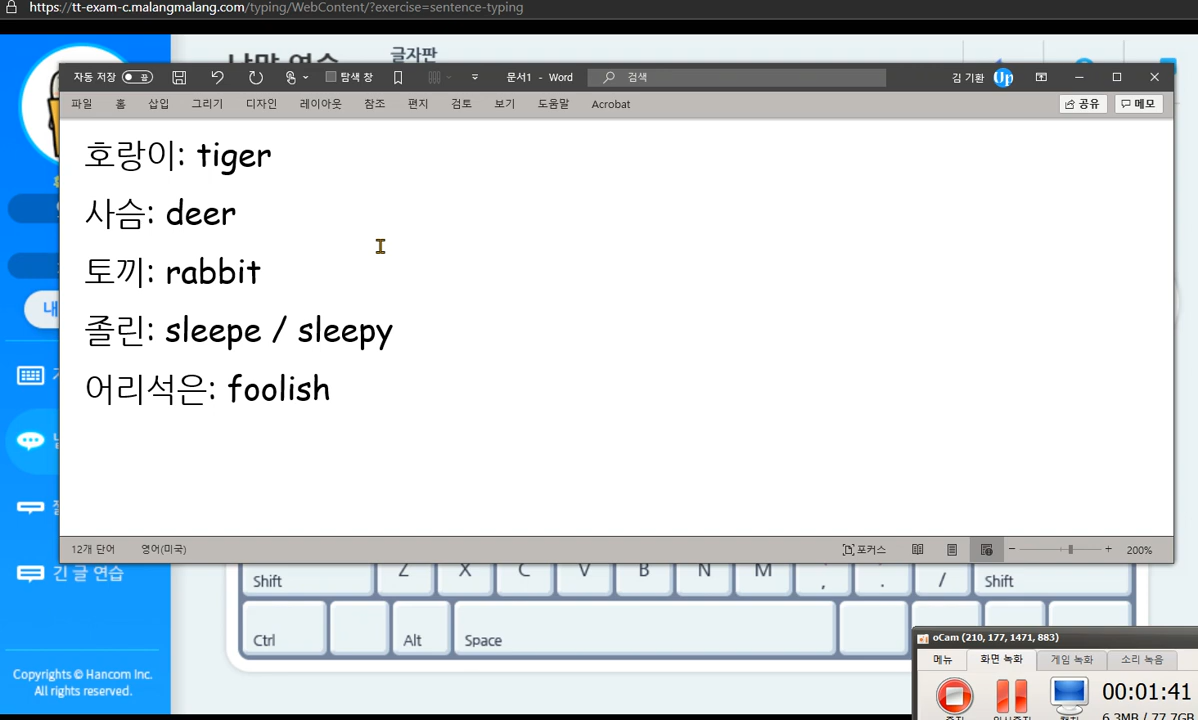 https://tt-exam-c.malangmalang.com/typing/WebContent/?exercise=sentence-typing
글자판
자동 저장 끔 탐색 창 문서1 - Word 검색 김 기환 Up
파일 홈 삽입 그리기 디자인 레이아웃 참조 편지 검토 보기 도움말 Acrobat 공유 메모
호랑이: tiger
사슴: deer
토끼: rabbit
졸린: sleepe / sleepy
어리석은: foolish
12개 단어 영어(미국) 포커스 200%
긴 글 연습
Shift Z X C V B N M , . / Shift
Ctrl Alt Space
Copyrights © Hancom Inc.
All rights reserved.
oCam (210, 177, 1471, 883)
메뉴 화면 녹화 게임 녹화 소리 녹음
00:01:41
6.3MB / 77.7GB